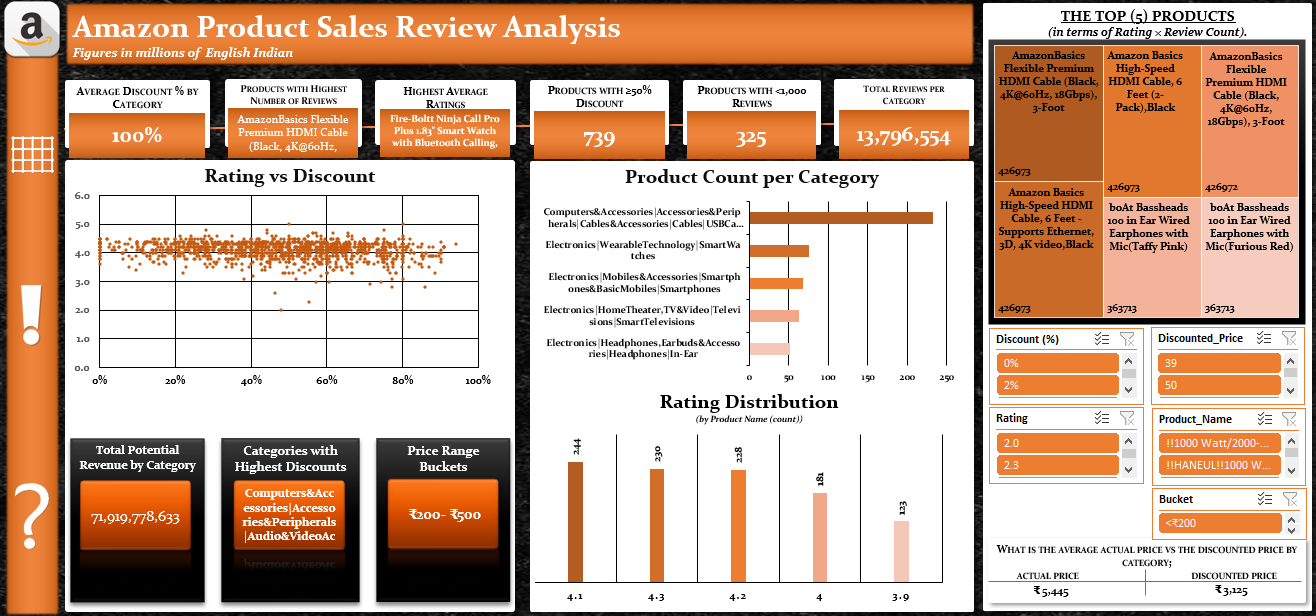 a
Amazon Product Sales Review Analysis
Figures in millions of English Indian
AVERAGE DISCOUNT % BY
CATEGORY
100%
PRODUCTS WITH HIGHEST
NUMBER OF REVIEWS
AmazonBasics Flexible
Premium HDMI Cable
(Black, 4K@60Hz,
HIGHEST AVERAGE
RATINGS
Fire-Boltt Ninja Call Pro
Plus 1.83" Smart Watch
with Bluetooth Calling,
PRODUCTS WITH ≥50%
DISCOUNT
739
PRODUCTS WITH <1,000
REVIEWS
325
TOTAL REVIEWS PER
CATEGORY
13,796,554
Rating vs Discount
6.0
5.0
4.0
3.0
2.0
1.0
0.0
0%
20%
40%
60%
80%
100%
Product Count per Category
Computers&Accessories|Accessories&Perip
herals|Cables&Accessories|Cables|USBCa...
Electronics|WearableTechnology|SmartWa
tches
Electronics|Mobiles&Accessories|Smartph
ones&BasicMobiles|Smartphones
Electronics|HomeTheater,TV&Video|Televi
sions|SmartTelevisions
Electronics|Headphones,Earbuds&Accesso
ries|Headphones|In-Ear
0
50
100
150
200
250
Rating Distribution
(by Product Name (count))
244
230
228
181
123
4.1
4.3
4.2
4
3.9
Total Potential
Revenue by Category
71,919,778,633
Categories with
Highest Discounts
Computers&Acc
essories|Accesso
ries&Peripherals
|Audio&VideoAc
Price Range
Buckets
₹200- ₹500
!
?
THE TOP (5) PRODUCTS
(in terms of Rating × Review Count).
AmazonBasics
Flexible Premium
HDMI Cable (Black,
4K@60Hz, 18Gbps),
3-Foot
426973
Amazon Basics
High-Speed
HDMI Cable, 6
Feet (2-
Pack),Black
426973
AmazonBasics
Flexible
Premium HDMI
Cable (Black,
4K@60Hz,
18Gbps), 3-Foot
426972
Amazon Basics
High-Speed HDMI
Cable, 6 Feet -
Supports Ethernet,
3D, 4K video,Black
426973
boAt Bassheads
100 in Ear Wired
Earphones with
Mic(Taffy Pink)
363713
boAt Bassheads
100 in Ear Wired
Earphones with
Mic(Furious Red)
363713
Discount (%)
0%
2%
Discounted_Price
39
50
Rating
2.0
2.3
Product_Name
!!1000 Watt/2000-...
!!HANEUL!!1000 W...
Bucket
<₹200
WHAT IS THE AVERAGE ACTUAL PRICE VS THE DISCOUNTED PRICE BY
CATEGORY;
ACTUAL PRICE
DISCOUNTED PRICE
₹5,445
₹3,125